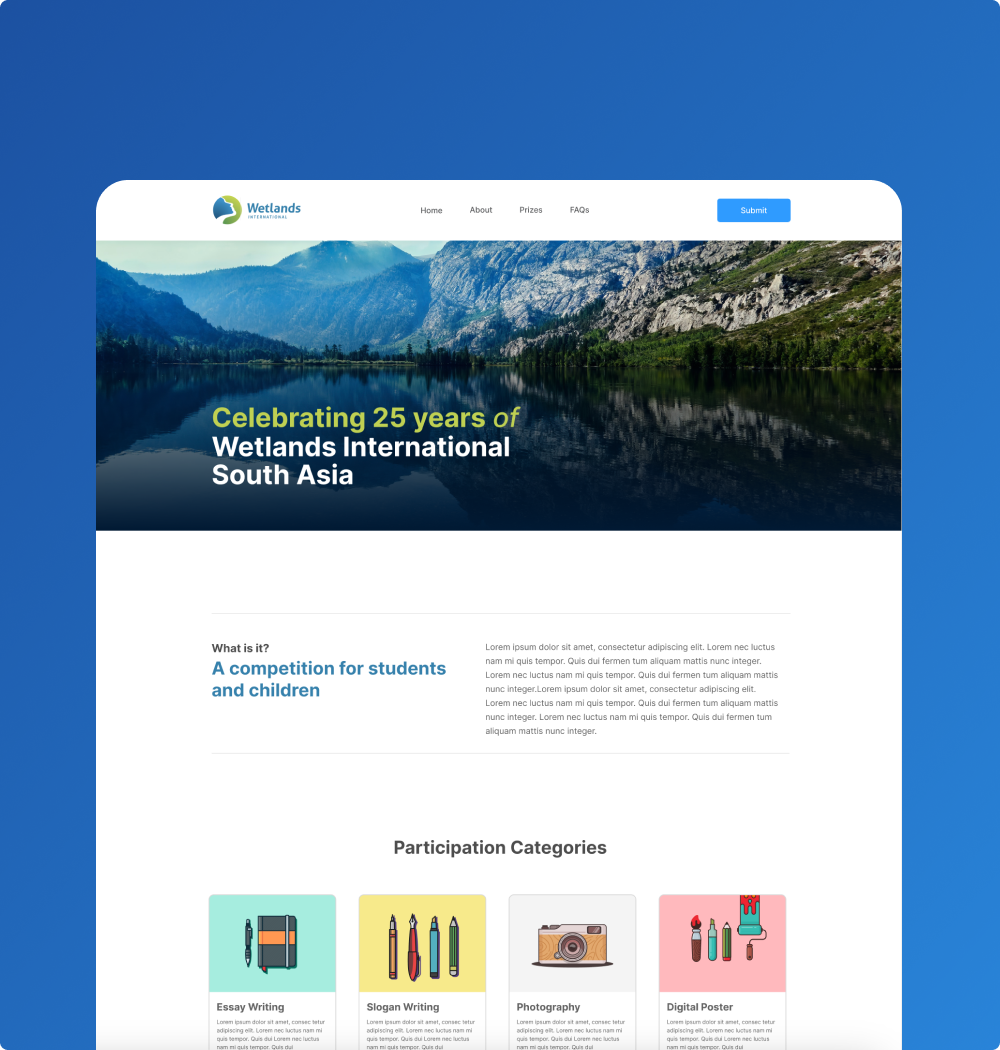 Wetlands
INTERNATIONAL
Home About Prizes FAQs
Submit
Celebrating 25 years of
Wetlands International
South Asia
What is it?
A competition for students
and children
Lorem ipsum dolor sit amet, consectetur adipiscing elit. Lorem nec luctus
nam mi quis tempor. Quis dui fermen tum aliquam mattis nunc integer.
Lorem nec luctus nam mi quis tempor. Quis dui fermen tum aliquam mattis
nunc integer.Lorem ipsum dolor sit amet, consectetur adipiscing elit.
Lorem nec luctus nam mi quis tempor. Quis dui fermen tum aliquam mattis
nunc integer. Lorem nec luctus nam mi quis tempor. Quis dui fermen tum
aliquam mattis nunc integer.
Participation Categories
Essay Writing
Lorem ipsum dolor sit amet, consec tetur
adipiscing elit. Lorem nec luctus nam mi
quis tempor. Quis dui Lorem nec luctus
nam mi quis tempor. Quis dui
Slogan Writing
Lorem ipsum dolor sit amet, consec tetur
adipiscing elit. Lorem nec luctus nam mi
quis tempor. Quis dui Lorem nec luctus
nam mi quis tempor. Quis dui
Photography
Lorem ipsum dolor sit amet, consec tetur
adipiscing elit. Lorem nec luctus nam mi
quis tempor. Quis dui Lorem nec luctus
nam mi quis tempor. Quis dui
Digital Poster
Lorem ipsum dolor sit amet, consec tetur
adipiscing elit. Lorem nec luctus nam mi
quis tempor. Quis dui Lorem nec luctus
nam mi quis tempor. Quis dui